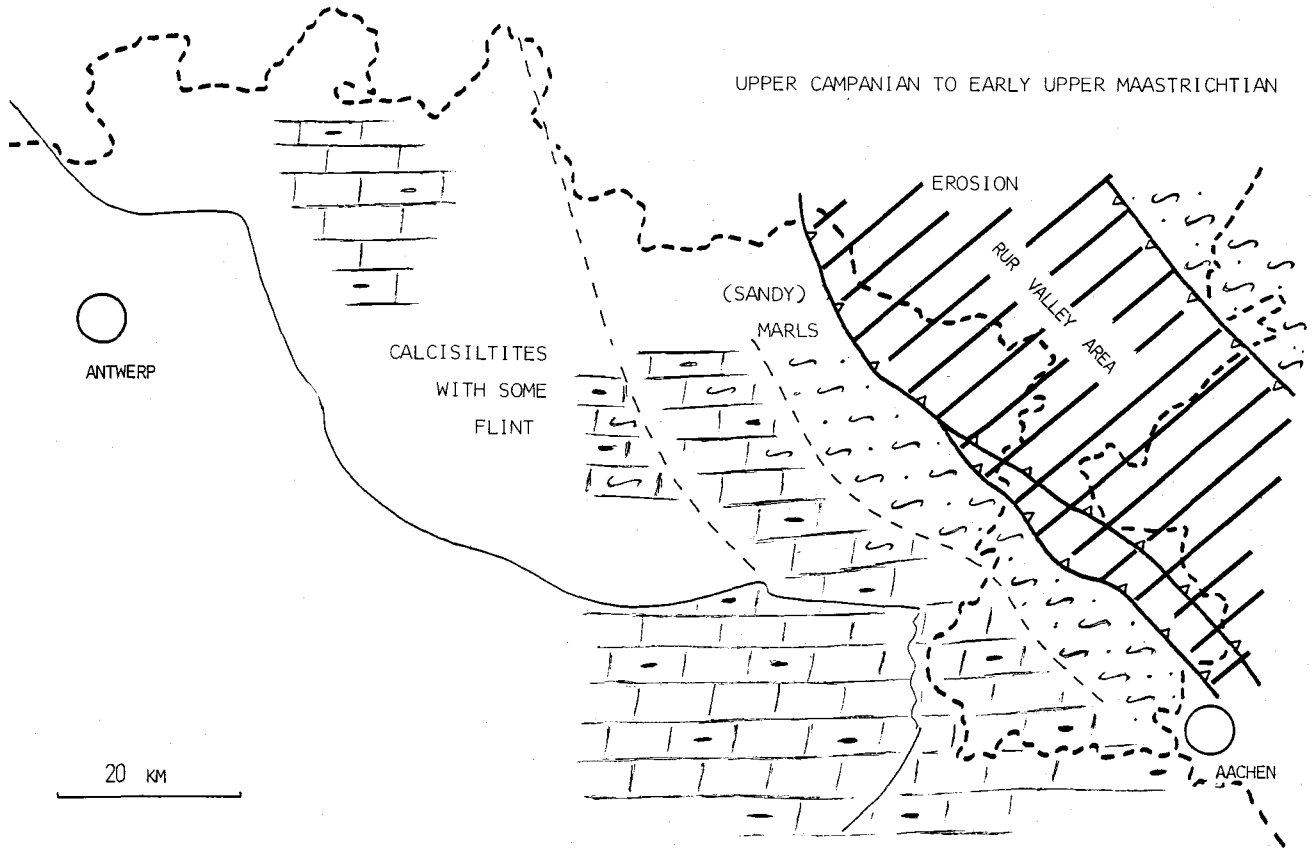 UPPER CAMPANIAN TO EARLY UPPER MAASTRICHTIAN
EROSION
RUR VALLEY AREA
(SANDY)
MARLS
CALCISILTITES
WITH SOME
FLINT
ANTWERP
20 KM
AACHEN